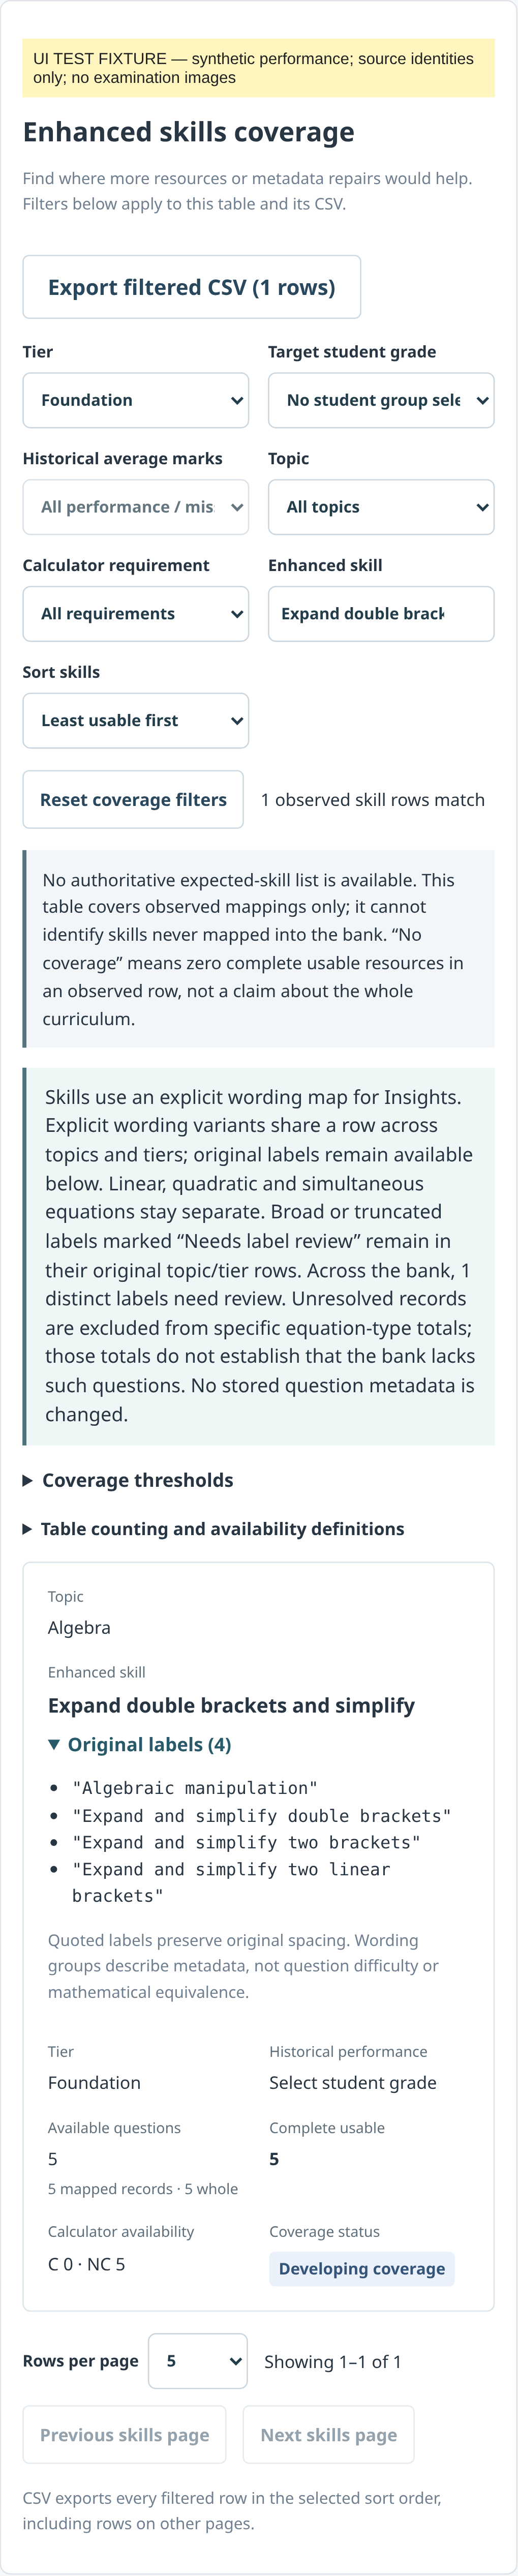 UI TEST FIXTURE — synthetic performance; source identities
only; no examination images
Enhanced skills coverage
Find where more resources or metadata repairs would help.
Filters below apply to this table and its CSV.
Export filtered CSV (1 rows)
Tier
Target student grade
Foundation
No student group sele
Historical average marks
Topic
All performance / mis
All topics
Calculator requirement
Enhanced skill
All requirements
Expand double brack
Sort skills
Least usable first
Reset coverage filters
1 observed skill rows match
No authoritative expected-skill list is available. This
table covers observed mappings only; it cannot
identify skills never mapped into the bank. “No
coverage” means zero complete usable resources in
an observed row, not a claim about the whole
curriculum.
Skills use an explicit wording map for Insights.
Explicit wording variants share a row across
topics and tiers; original labels remain available
below. Linear, quadratic and simultaneous
equations stay separate. Broad or truncated
labels marked “Needs label review” remain in
their original topic/tier rows. Across the bank, 1
distinct labels need review. Unresolved records
are excluded from specific equation-type totals;
those totals do not establish that the bank lacks
such questions. No stored question metadata is
changed.
Coverage thresholds
Table counting and availability definitions
Topic
Algebra
Enhanced skill
Expand double brackets and simplify
Original labels (4)
"Algebraic manipulation"
"Expand and simplify double brackets"
"Expand and simplify two brackets"
"Expand and simplify two linear
brackets"
Quoted labels preserve original spacing. Wording
groups describe metadata, not question difficulty or
mathematical equivalence.
Tier
Historical performance
Foundation
Select student grade
Available questions
Complete usable
5
5
5 mapped records · 5 whole
Calculator availability
Coverage status
C 0 · NC 5
Developing coverage
Rows per page
5
Showing 1–1 of 1
Previous skills page
Next skills page
CSV exports every filtered row in the selected sort order,
including rows on other pages.